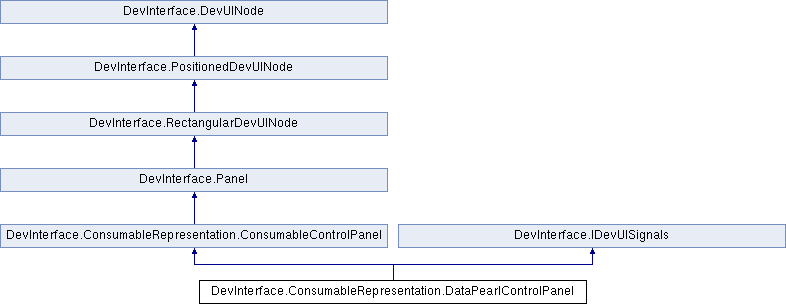 DevInterface.DevUINode
DevInterface.PositionedDevUINode
DevInterface.RectangularDevUINode
DevInterface.Panel
DevInterface.ConsumableRepresentation.ConsumableControlPanel
DevInterface.IDevUISignals
DevInterface.ConsumableRepresentation.DataPearlControlPanel